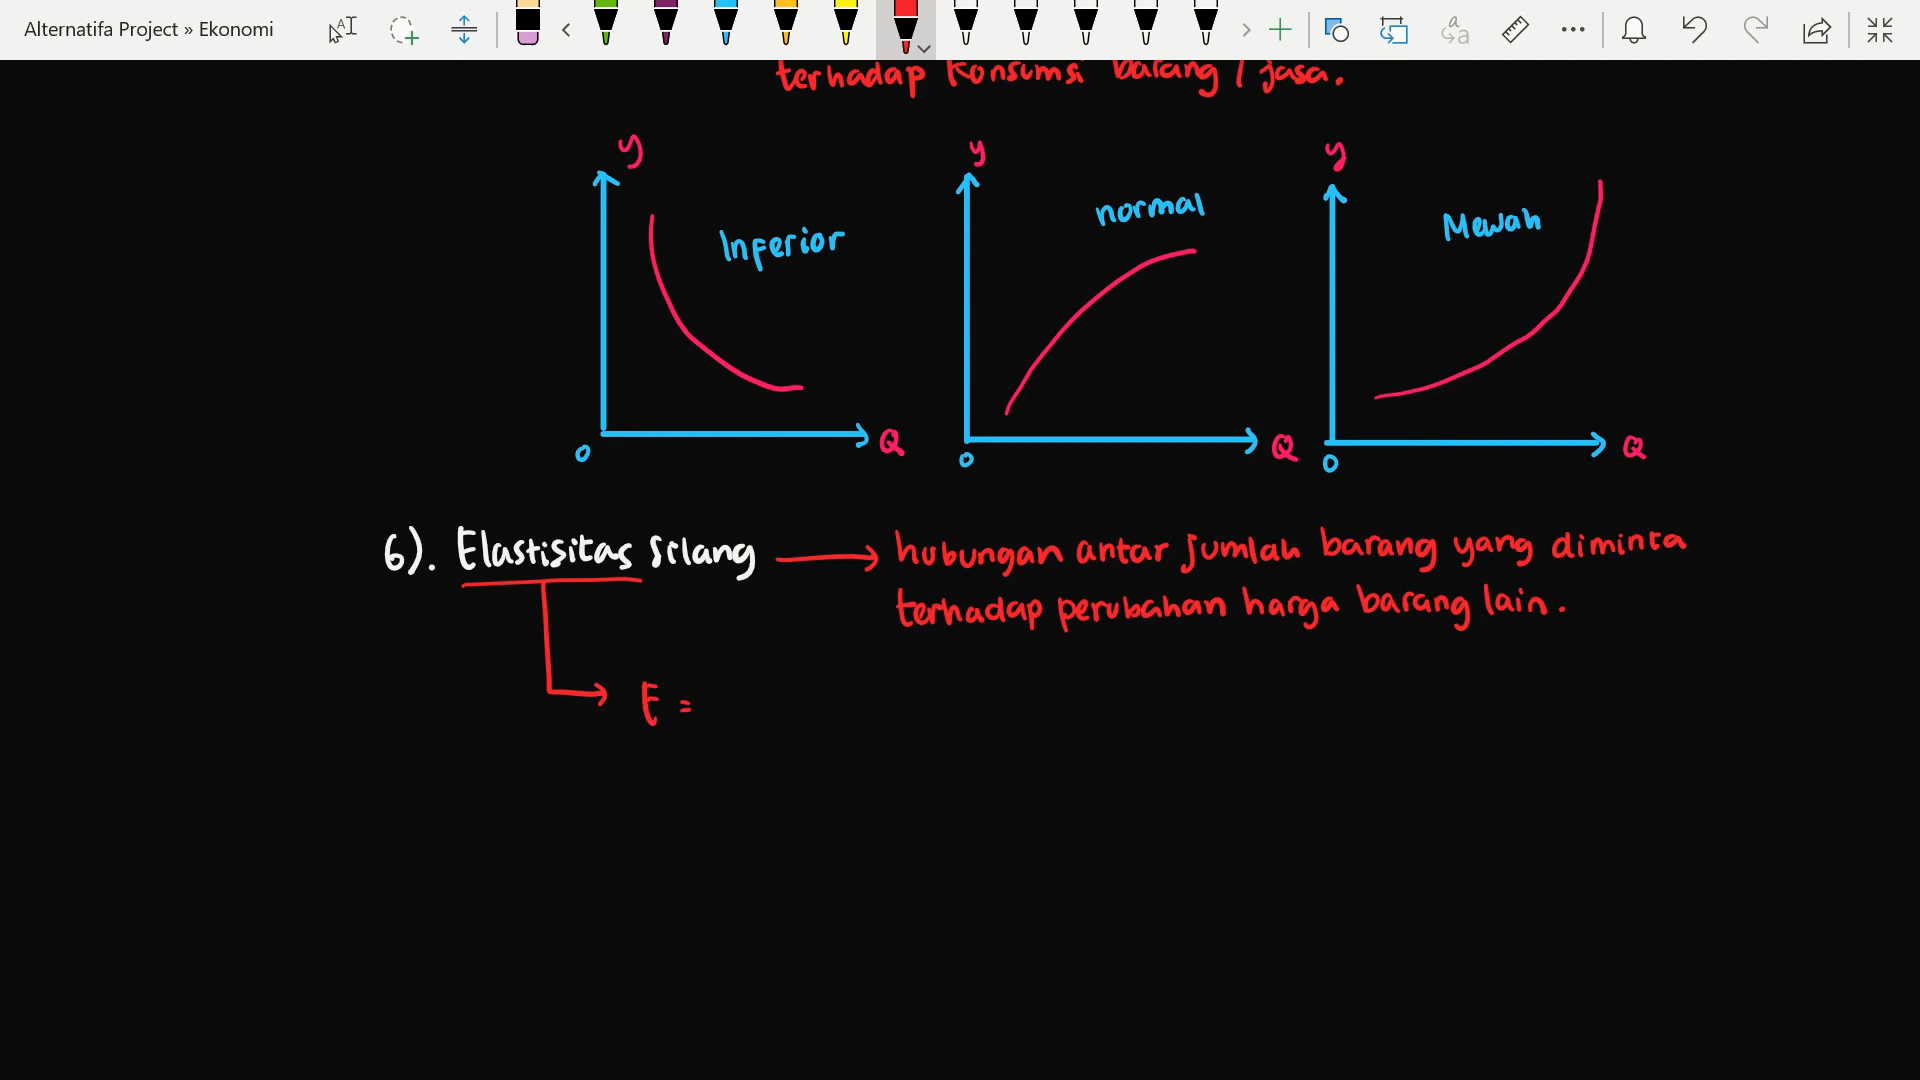 Alternatifa Project » Ekonomi
terhadap konsumsi barang / jasa.
y
y
y
Inferior
normal
Mewah
Q
Q
Q
0
0
0
6). Elastisitas Silang → hubungan antar jumlah barang yang diminta
terhadap perubahan harga barang lain.
E =